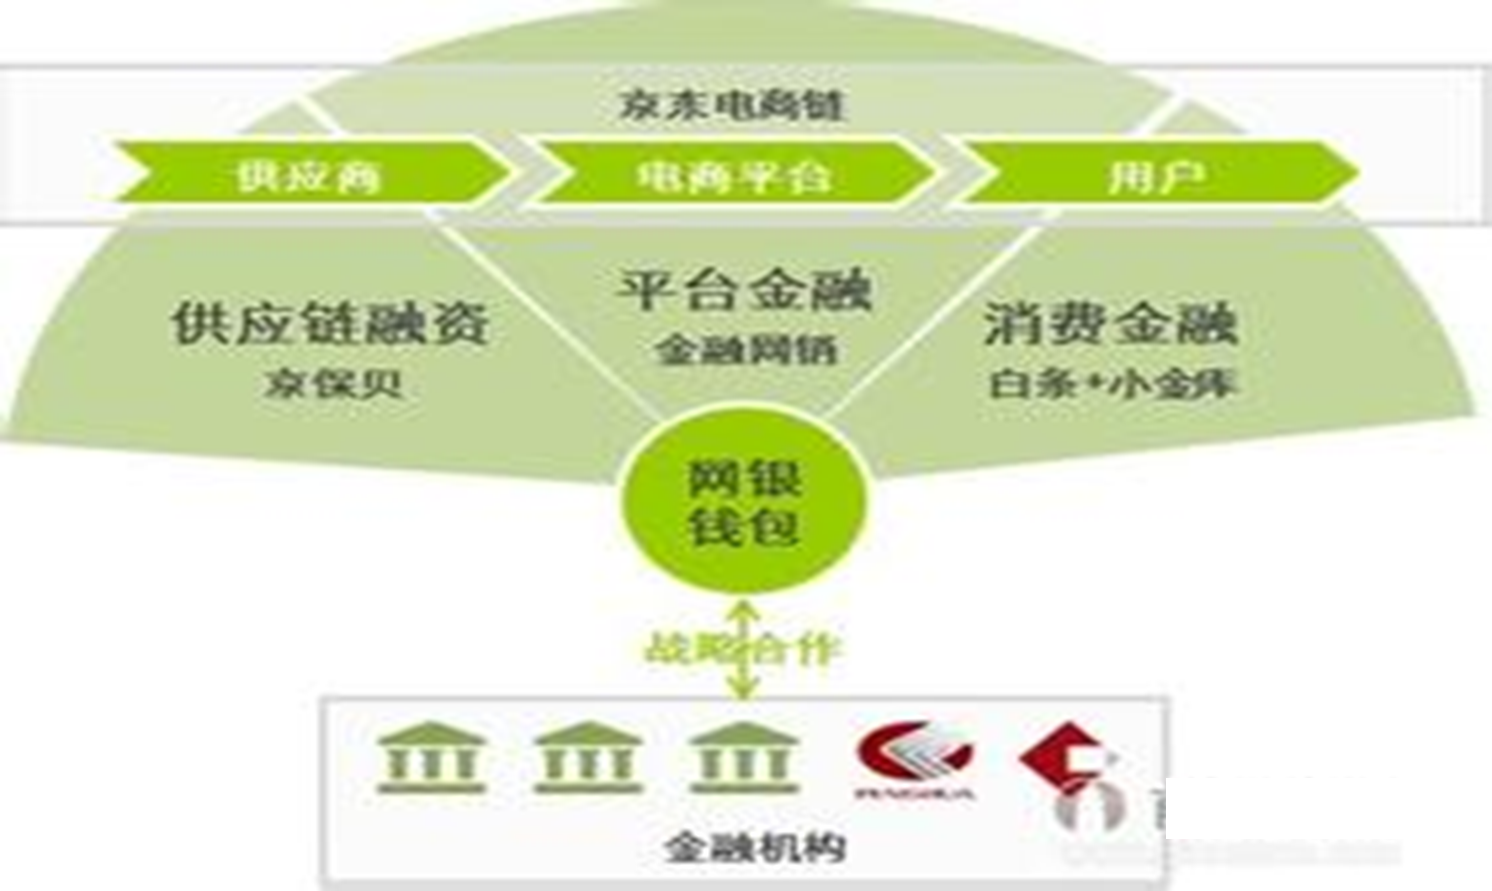 京东电商链
供应商
电商平台
用户
供应链融资
京保贝
平台金融
金融网销
消费金融
白条+小金库
网银
钱包
战略合作
金融机构